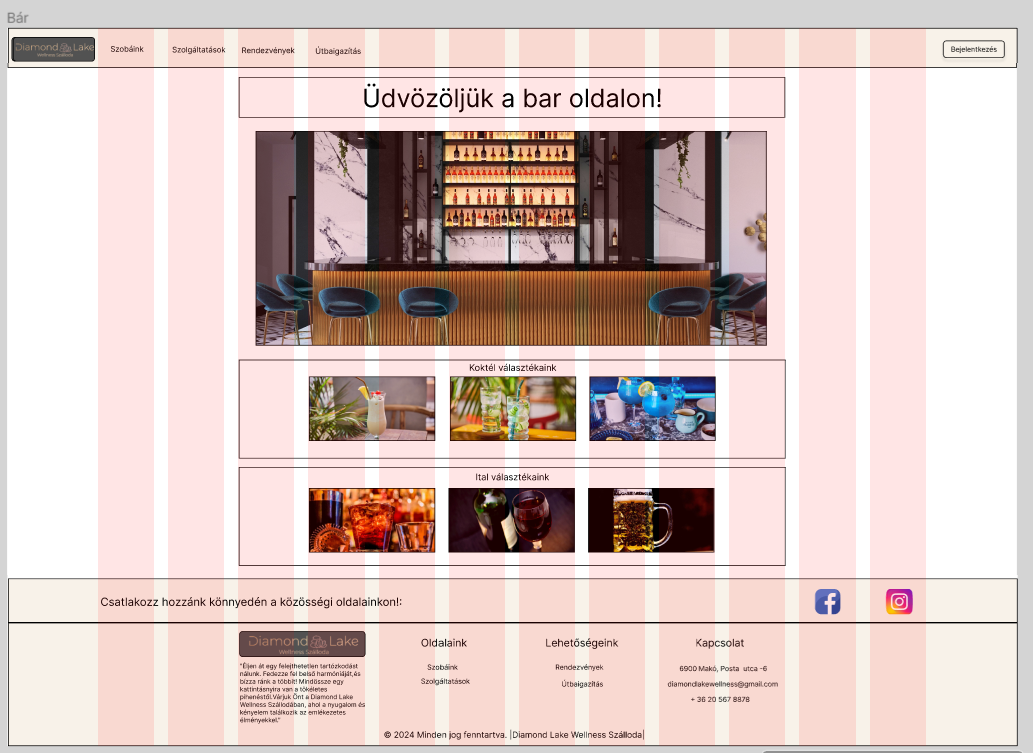 Bár
Diamond Lake
Wellness Szálloda
Szobáink
Szolgáltatások
Rendezvények
Útbaigazítás
Bejelentkezés
Üdvözöljük a bar oldalon!
Koktél választékaink
Ital választékaink
Csatlakozz hozzánk könnyedén a közösségi oldalainkon!:
Diamond Lake
Wellness Szálloda
"Éljen át egy felejthetetlen tartózkodást
nálunk. Fedezze fel belső harmóniáját,és
bízza ránk a többit! Mindössze egy
kattintásnyira van a tökéletes
pihenéstől.Várjuk Önt a Diamond Lake
Wellness Szállodában, ahol a nyugalom és
kényelem találkozik az emlékezetes
élményekkel."
Oldalaink
Szobáink
Szolgáltatások
Lehetőségeink
Rendezvények
Útbaigazítás
Kapcsolat
6900 Makó, Posta utca -6
diamondlakewellness@gmail.com
+ 36 20 567 8878
© 2024 Minden jog fenntartva. |Diamond Lake Wellness Szálloda|